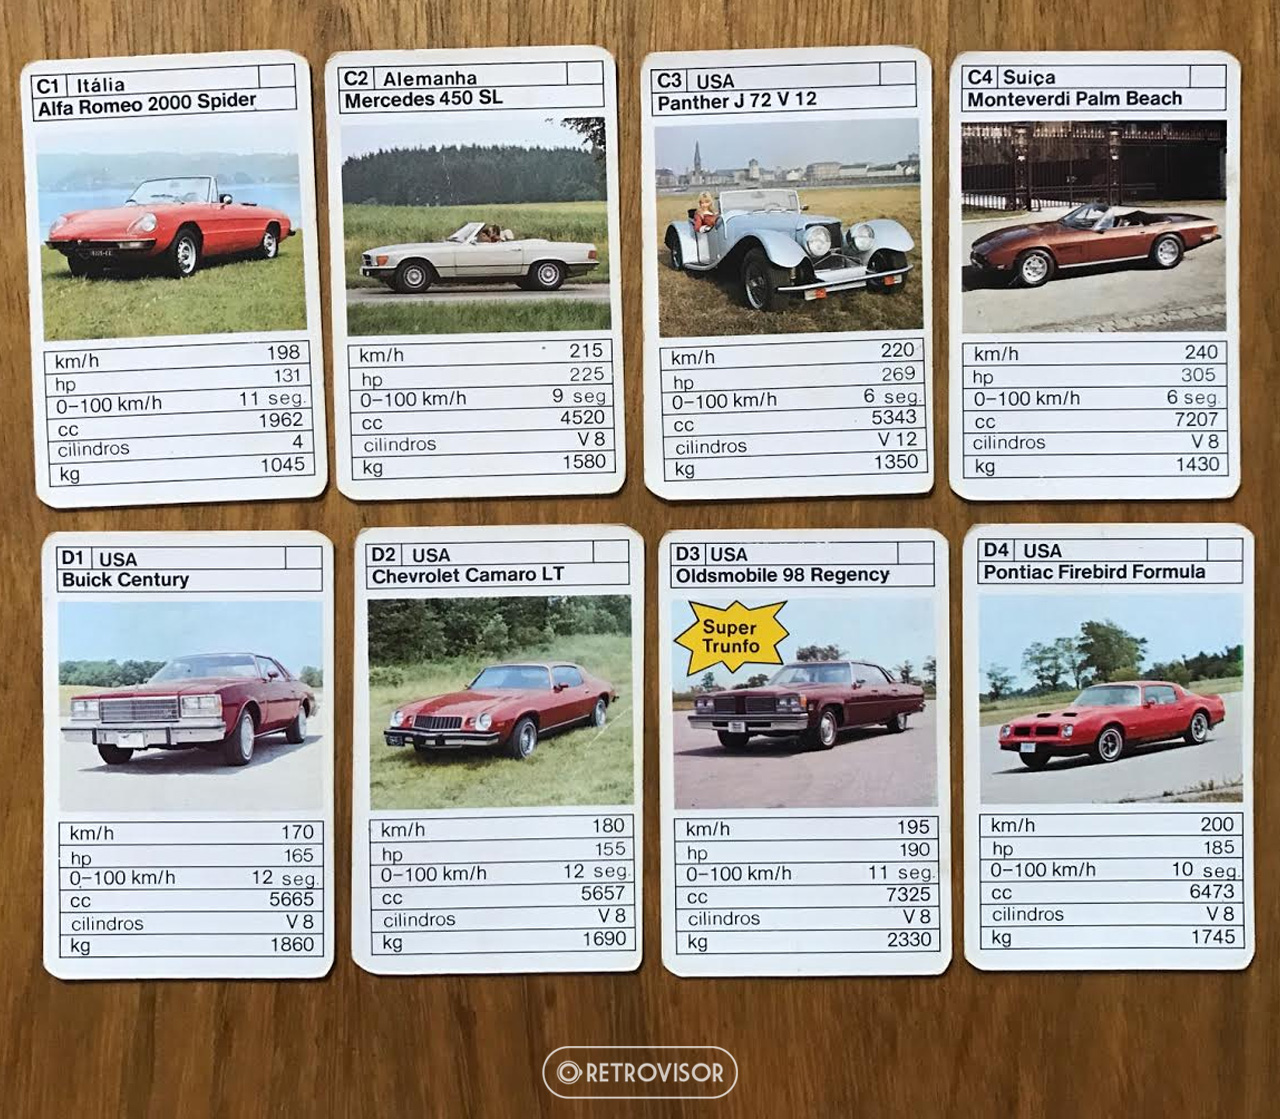 C1 Itália
Alfa Romeo 2000 Spider
km/h 198
hp 131
0–100 km/h 11 seg.
cc 1962
cilindros 4
kg 1045
C2 Alemanha
Mercedes 450 SL
km/h 215
hp 225
0–100 km/h 9 seg
cc 4520
cilindros V 8
kg 1580
C3 USA
Panther J 72 V 12
km/h 220
hp 269
0–100 km/h 6 seg.
cc 5343
cilindros V 12
kg 1350
C4 Suiça
Monteverdi Palm Beach
km/h 240
hp 305
0–100 km/h 6 seg.
cc 7207
cilindros V 8
kg 1430
D1 USA
Buick Century
km/h 170
hp 165
0–100 km/h 12 seg.
cc 5665
cilindros V 8
kg 1860
D2 USA
Chevrolet Camaro LT
km/h 180
hp 155
0–100 km/h 12 seg.
cc 5657
cilindros V 8
kg 1690
D3 USA
Oldsmobile 98 Regency
Super
Trunfo
km/h 195
hp 190
0–100 km/h 11 seg.
cc 7325
cilindros V 8
kg 2330
D4 USA
Pontiac Firebird Formula
km/h 200
hp 185
0–100 km/h 10 seg.
cc 6473
cilindros V 8
kg 1745
RETROVISOR